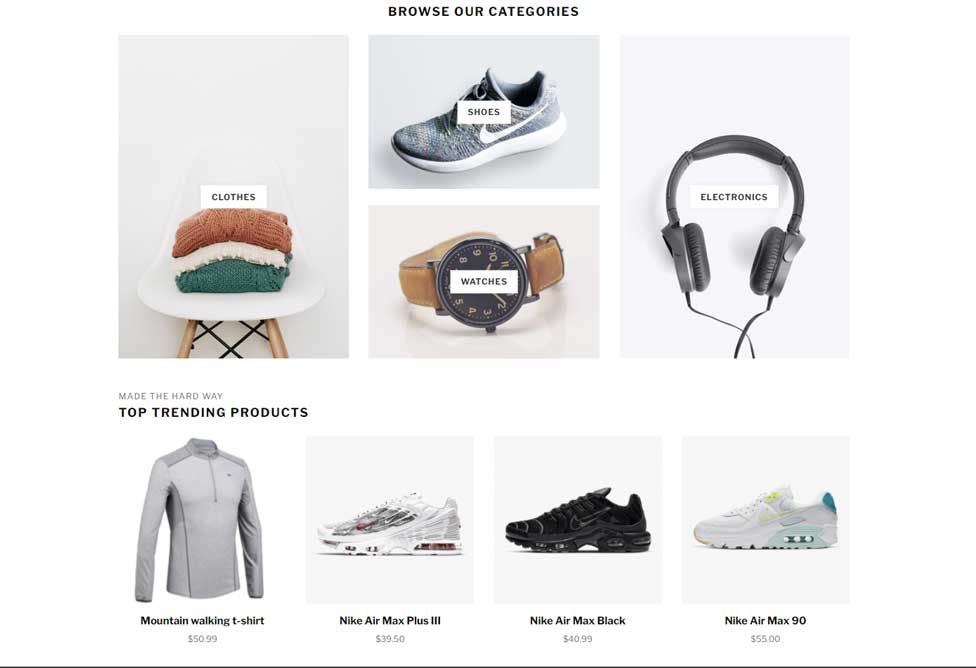 BROWSE OUR CATEGORIES
CLOTHES
SHOES
WATCHES
ELECTRONICS
MADE THE HARD WAY
TOP TRENDING PRODUCTS
Mountain walking t-shirt
$50.99
Nike Air Max Plus III
$39.50
Nike Air Max Black
$40.99
Nike Air Max 90
$55.00